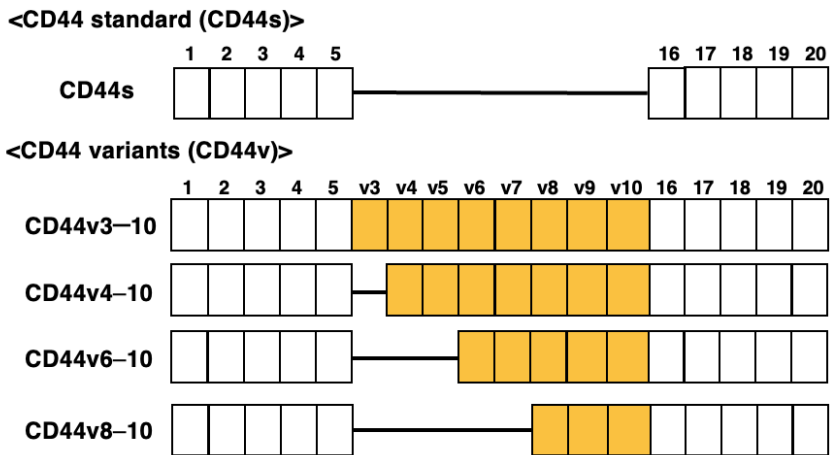 <CD44 standard (CD44s)>
1 2 3 4 5 16 17 18 19 20
CD44s
<CD44 variants (CD44v)>
1 2 3 4 5 v3 v4 v5 v6 v7 v8 v9 v10 16 17 18 19 20
CD44v3–10
CD44v4–10
CD44v6–10
CD44v8–10